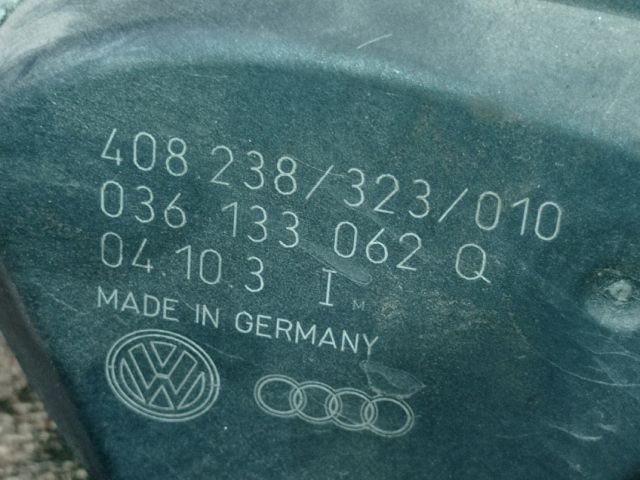 408 238/323/010
036 133 062 Q
04.10.3 I M
MADE IN GERMANY